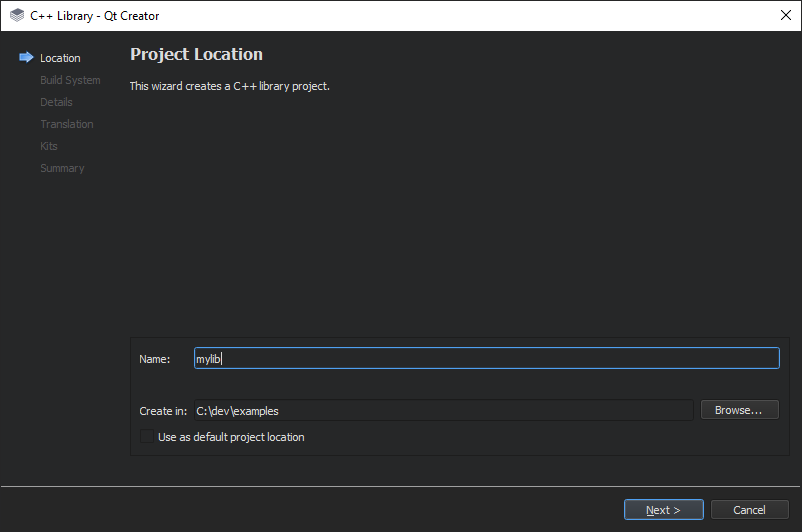 C++ Library - Qt Creator
Location
Build System
Details
Translation
Kits
Summary
Project Location
This wizard creates a C++ library project.
Name: mylib
Create in: C:\dev\examples Browse...
Use as default project location
Next > Cancel